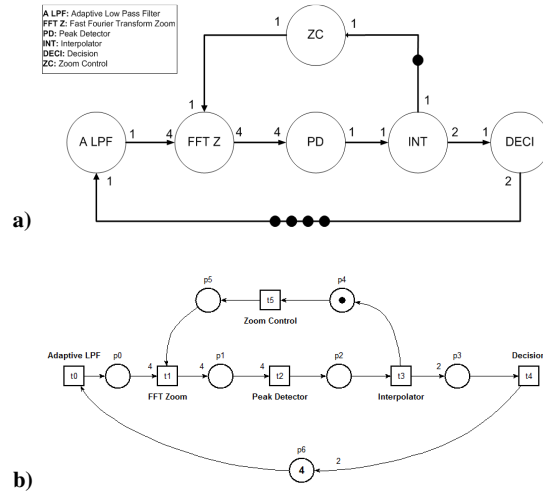 A LPF: Adaptive Low Pass Filter
FFT Z: Fast Fourier Transform Zoom
PD: Peak Detector
INT: Interpolator
DECI: Decision
ZC: Zoom Control
1 ZC 1
1 1
A LPF 1 4 FFT Z 4 4 PD 1 1 INT 2 1 DECI
1 2
a)
p5 t5 p4
Zoom Control
Adaptive LPF p0 p1 p2 p3 Decision
t0 4 t1 4 4 t2 t3 2 t4
FFT Zoom Peak Detector Interpolator
p6 2
4
b)